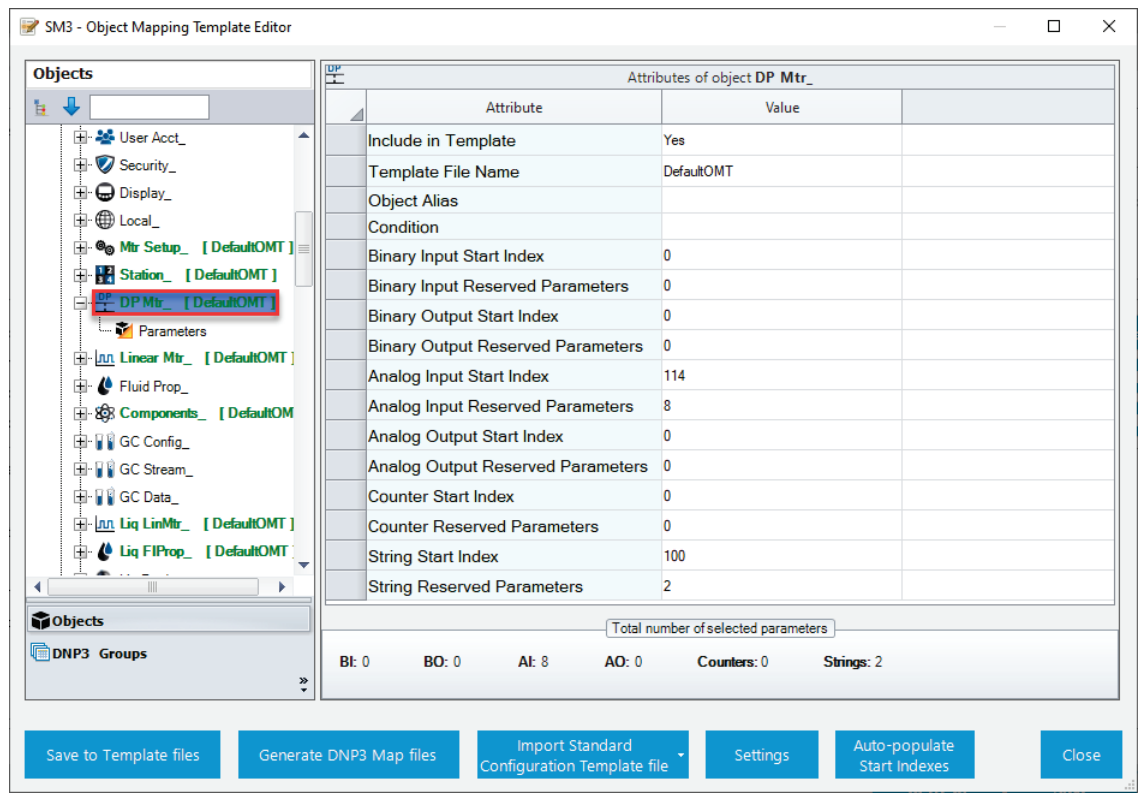 SM3 - Object Mapping Template Editor
Objects
User Acct_
Security_
Display_
Local_
Mtr Setup_ [ DefaultOMT ]
Station_ [ DefaultOMT ]
DP Mtr_ [ DefaultOMT ]
Parameters
Linear Mtr_ [ DefaultOMT ]
Fluid Prop_
Components_ [ DefaultOM
GC Config_
GC Stream_
GC Data_
Liq LinMtr_ [ DefaultOMT ]
Liq FlProp_ [ DefaultOMT
Objects
DNP3 Groups
DP Attributes of object DP Mtr_
Attribute Value
Include in Template Yes
Template File Name DefaultOMT
Object Alias
Condition
Binary Input Start Index 0
Binary Input Reserved Parameters 0
Binary Output Start Index 0
Binary Output Reserved Parameters 0
Analog Input Start Index 114
Analog Input Reserved Parameters 8
Analog Output Start Index 0
Analog Output Reserved Parameters 0
Counter Start Index 0
Counter Reserved Parameters 0
String Start Index 100
String Reserved Parameters 2
Total number of selected parameters
BI: 0 BO: 0 AI: 8 AO: 0 Counters: 0 Strings: 2
Save to Template files
Generate DNP3 Map files
Import Standard
Configuration Template file
Settings
Auto-populate
Start Indexes
Close